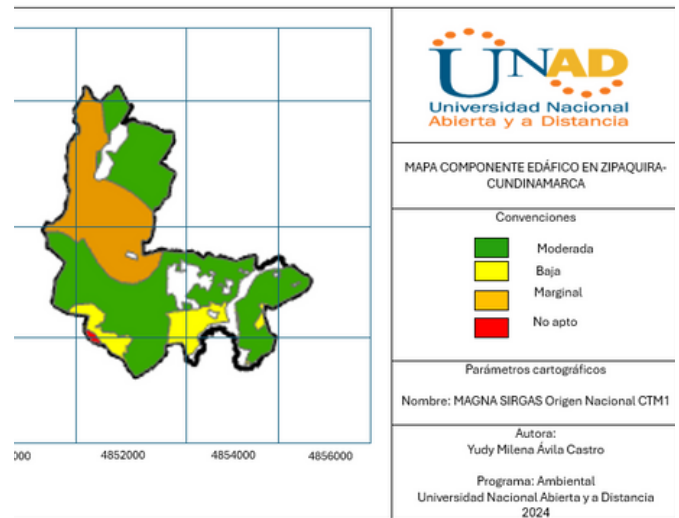 UNAD
Universidad Nacional
Abierta y a Distancia
MAPA COMPONENTE EDÁFICO EN ZIPAQUIRA-
CUNDINAMARCA
Convenciones
Moderada
Baja
Marginal
No apto
Parámetros cartográficos
Nombre: MAGNA SIRGAS Origen Nacional CTM1
Autora:
Yudy Milena Ávila Castro
Programa: Ambiental
Universidad Nacional Abierta y a Distancia
2024
000 4852000 4854000 4856000